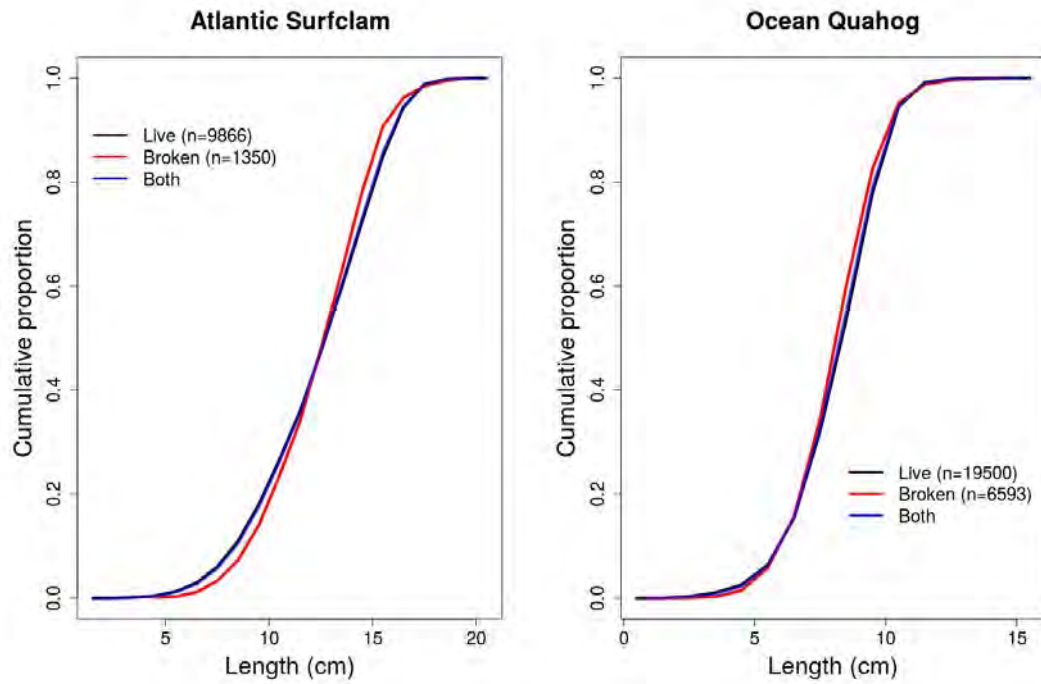 Atlantic Surfclam
Cumulative proportion
1.0
0.8
0.6
0.4
0.2
0.0
Live (n=9866)
Broken (n=1350)
Both
5 10 15 20
Length (cm)
Ocean Quahog
Cumulative proportion
1.0
0.8
0.6
0.4
0.2
0.0
Live (n=19500)
Broken (n=6593)
Both
0 5 10 15
Length (cm)